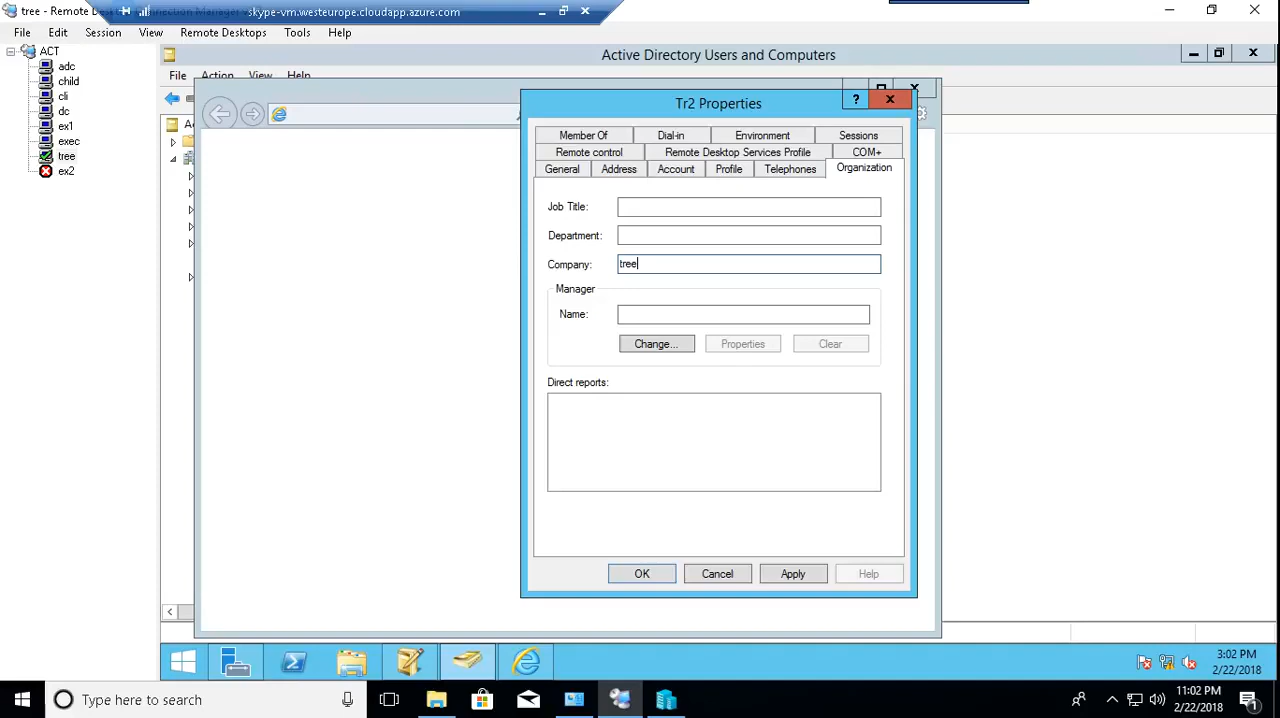 tree - Remote Des
skype-vm.westeurope.cloudapp.azure.com
File Edit Session View Remote Desktops Tools Help
ACT
adc
child
cli
dc
ex1
exec
tree
ex2
Active Directory Users and Computers
File Action View Help
Tr2 Properties
?
Member Of Dial-in Environment Sessions
Remote control Remote Desktop Services Profile COM+
General Address Account Profile Telephones Organization
Job Title:
Department:
Company: tree
Manager
Name:
Change... Properties Clear
Direct reports:
OK Cancel Apply Help
3:02 PM
2/22/2018
Type here to search
11:02 PM
2/22/2018
1